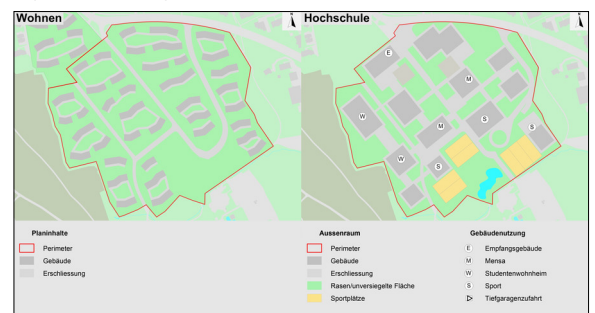 Wohnen
Hochschule
E
M
W
M
S
S
W
S
Planinhalte
Perimeter
Gebäude
Erschliessung
Aussenraum
Perimeter
Gebäude
Erschliessung
Rasen/unversiegelte Fläche
Sportplätze
Gebäudenutzung
E Empfangsgebäude
M Mensa
W Studentenwohnheim
S Sport
Tiefgaragenzufahrt